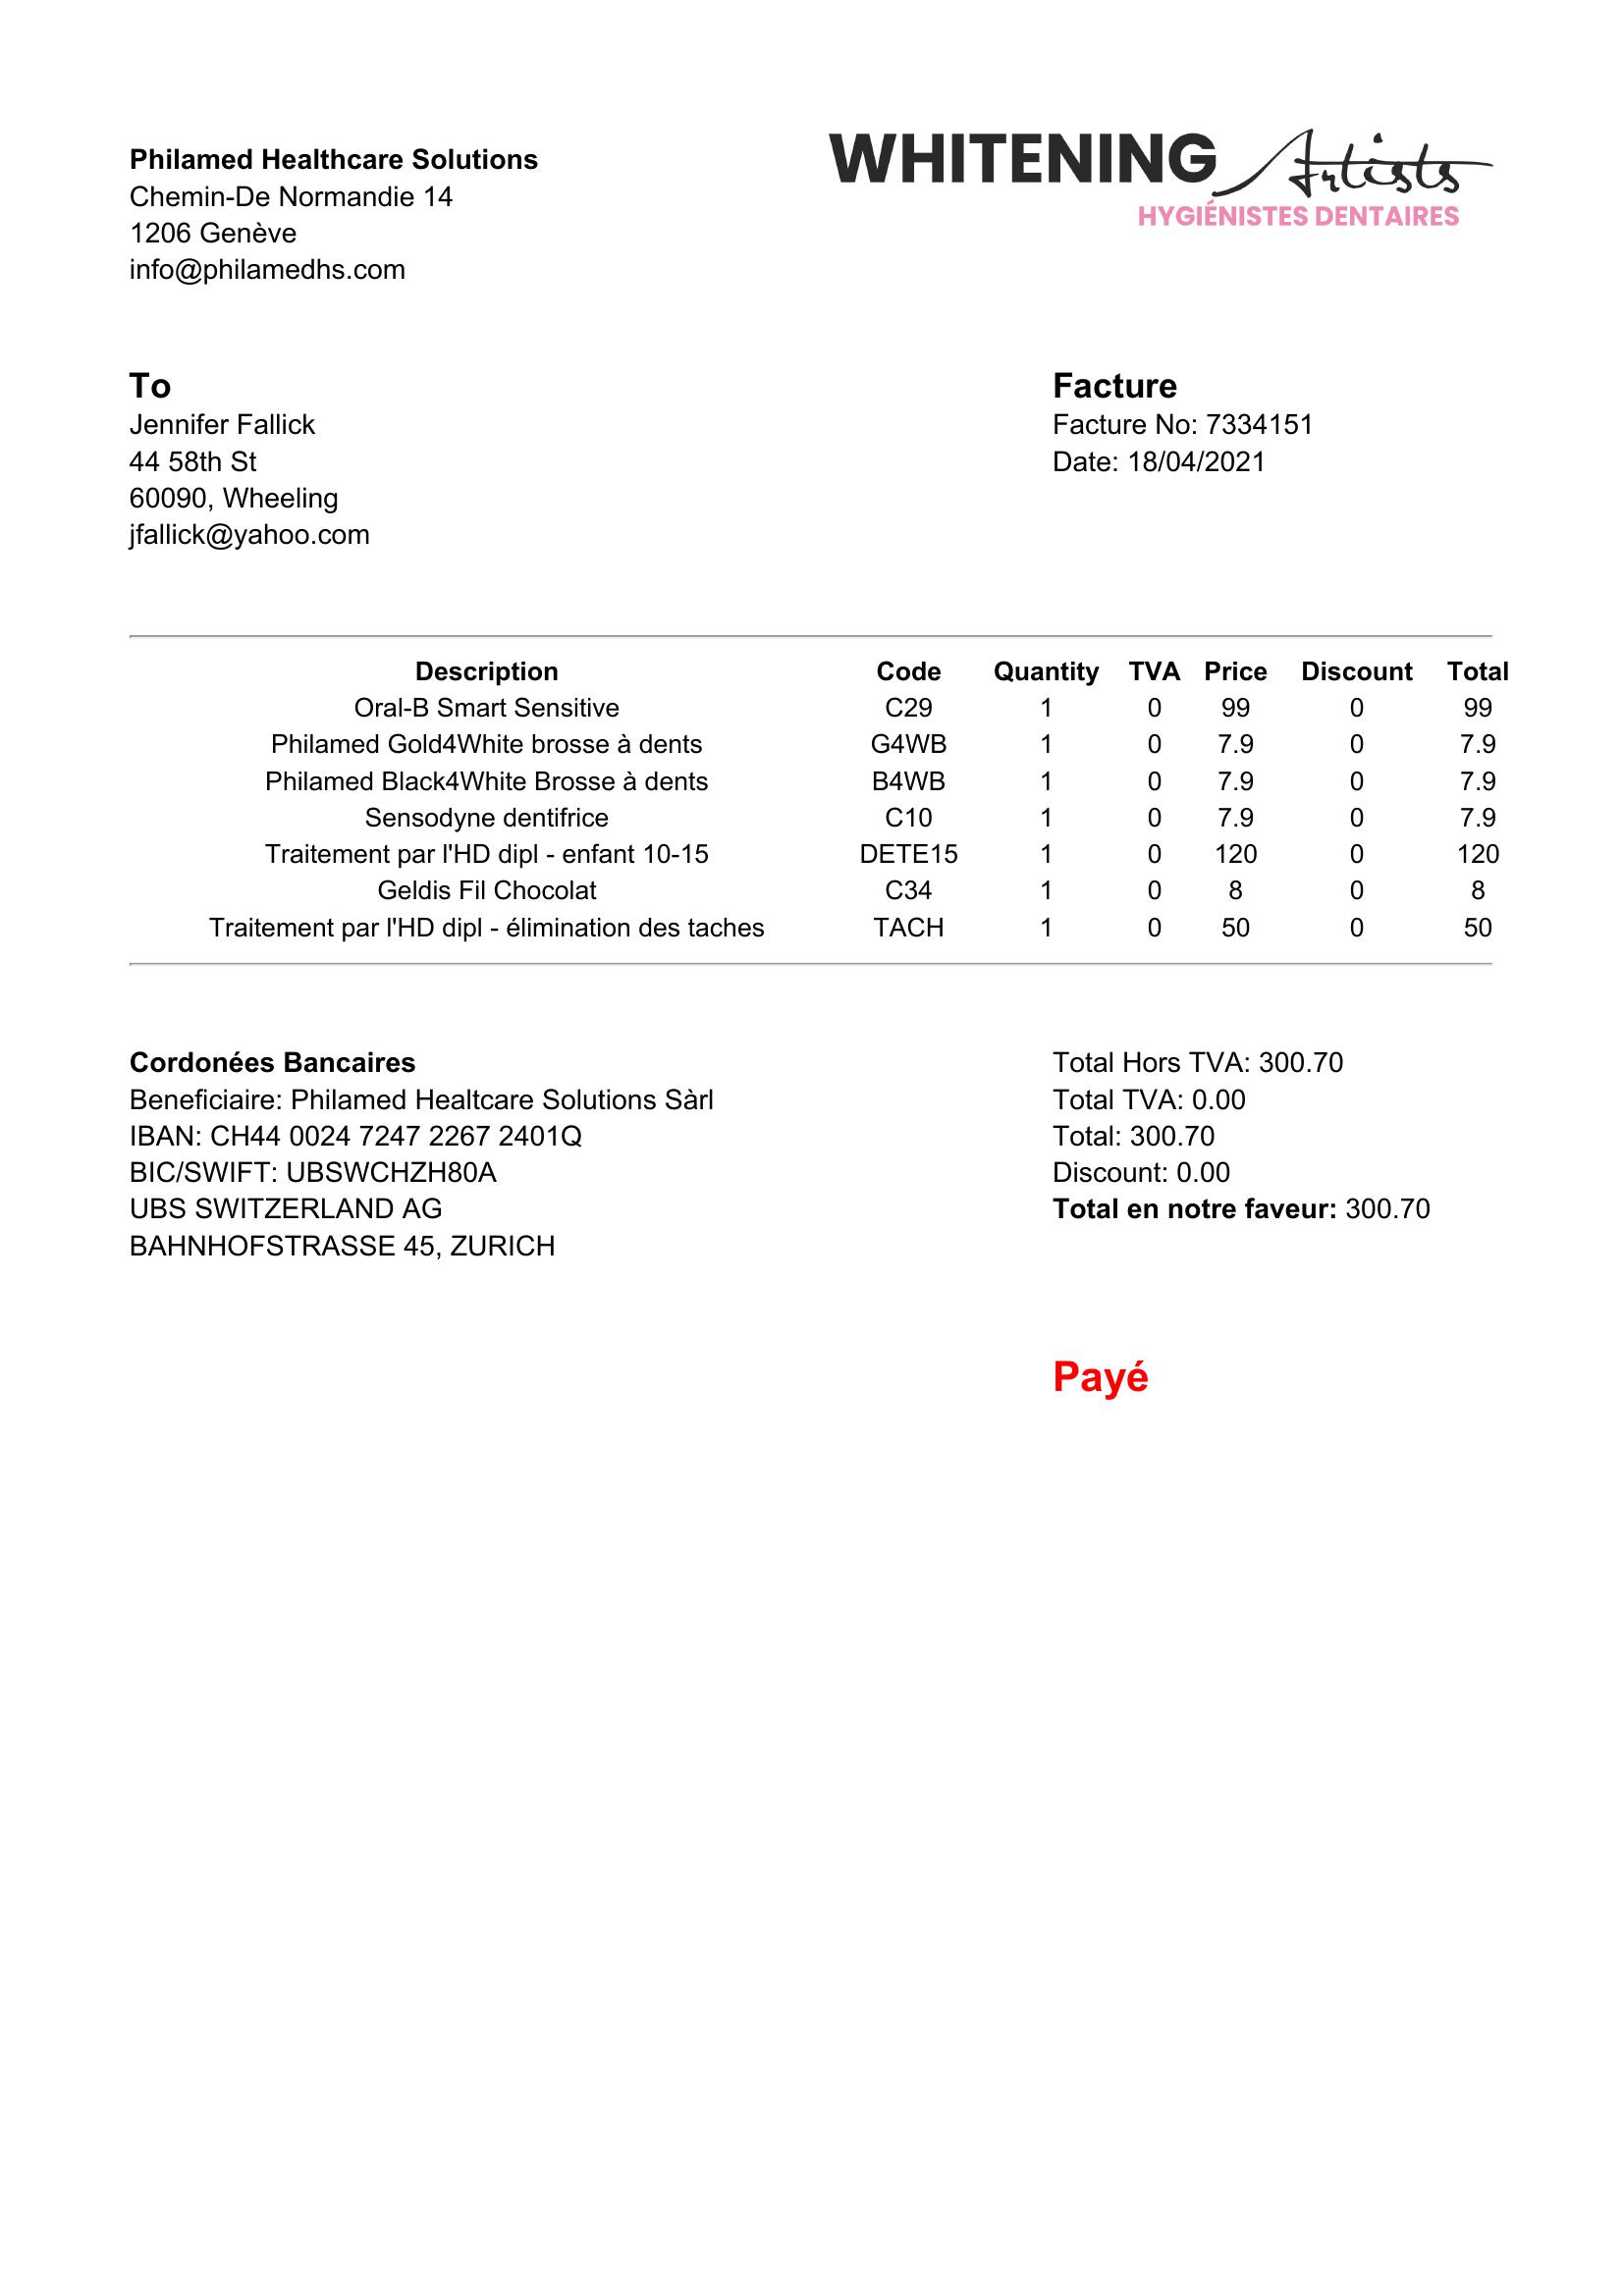 Philamed Healthcare Solutions
Chemin-De Normandie 14
1206 Genève
info@philamedhs.com
WHITENING Artists
HYGIÉNISTES DENTAIRES
To
Jennifer Fallick
44 58th St
60090, Wheeling
jfallick@yahoo.com
Facture
Facture No: 7334151
Date: 18/04/2021
Description Code Quantity TVA Price Discount Total
Oral-B Smart Sensitive C29 1 0 99 0 99
Philamed Gold4White brosse à dents G4WB 1 0 7.9 0 7.9
Philamed Black4White Brosse à dents B4WB 1 0 7.9 0 7.9
Sensodyne dentifrice C10 1 0 7.9 0 7.9
Traitement par l'HD dipl - enfant 10-15 DETE15 1 0 120 0 120
Geldis Fil Chocolat C34 1 0 8 0 8
Traitement par l'HD dipl - élimination des taches TACH 1 0 50 0 50
Cordonées Bancaires
Beneficiaire: Philamed Healtcare Solutions Sàrl
IBAN: CH44 0024 7247 2267 2401Q
BIC/SWIFT: UBSWCHZH80A
UBS SWITZERLAND AG
BAHNHOFSTRASSE 45, ZURICH
Total Hors TVA: 300.70
Total TVA: 0.00
Total: 300.70
Discount: 0.00
Total en notre faveur: 300.70
Payé